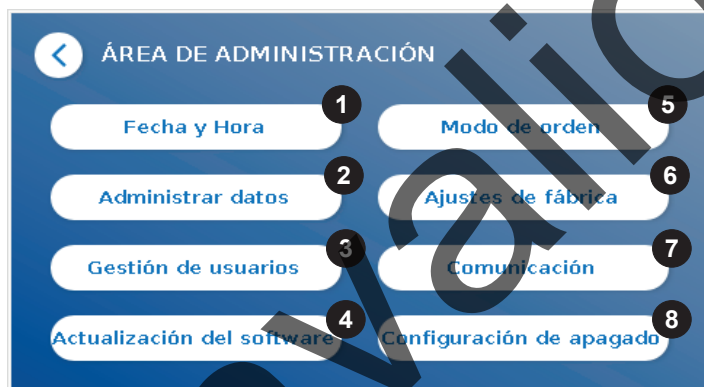 ÁREA DE ADMINISTRACIÓN
1
Fecha y Hora
2
Administrar datos
3
Gestión de usuarios
4
Actualización del software
5
Modo de orden
6
Ajustes de fábrica
7
Comunicación
8
Configuración de apagado